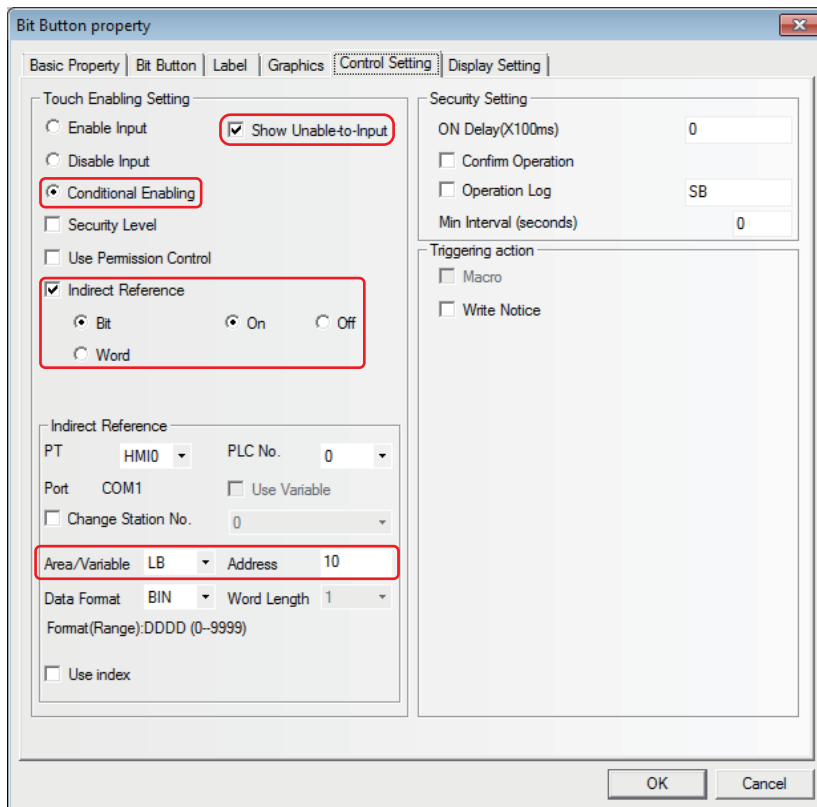 Bit Button property
Basic Property Bit Button Label Graphics Control Setting Display Setting
Touch Enabling Setting
Enable Input Show Unable-to-Input
Disable Input
Conditional Enabling
Security Level
Use Permission Control
Indirect Reference
Bit On Off
Word
Indirect Reference
PT HMI0 PLC No. 0
Port COM1 Use Variable
Change Station No. 0
Area/Variable LB Address 10
Data Format BIN Word Length 1
Format(Range):DDDD (0--9999)
Use index
Security Setting
ON Delay(X100ms) 0
Confirm Operation
Operation Log SB
Min Interval (seconds) 0
Triggering action
Macro
Write Notice
OK Cancel